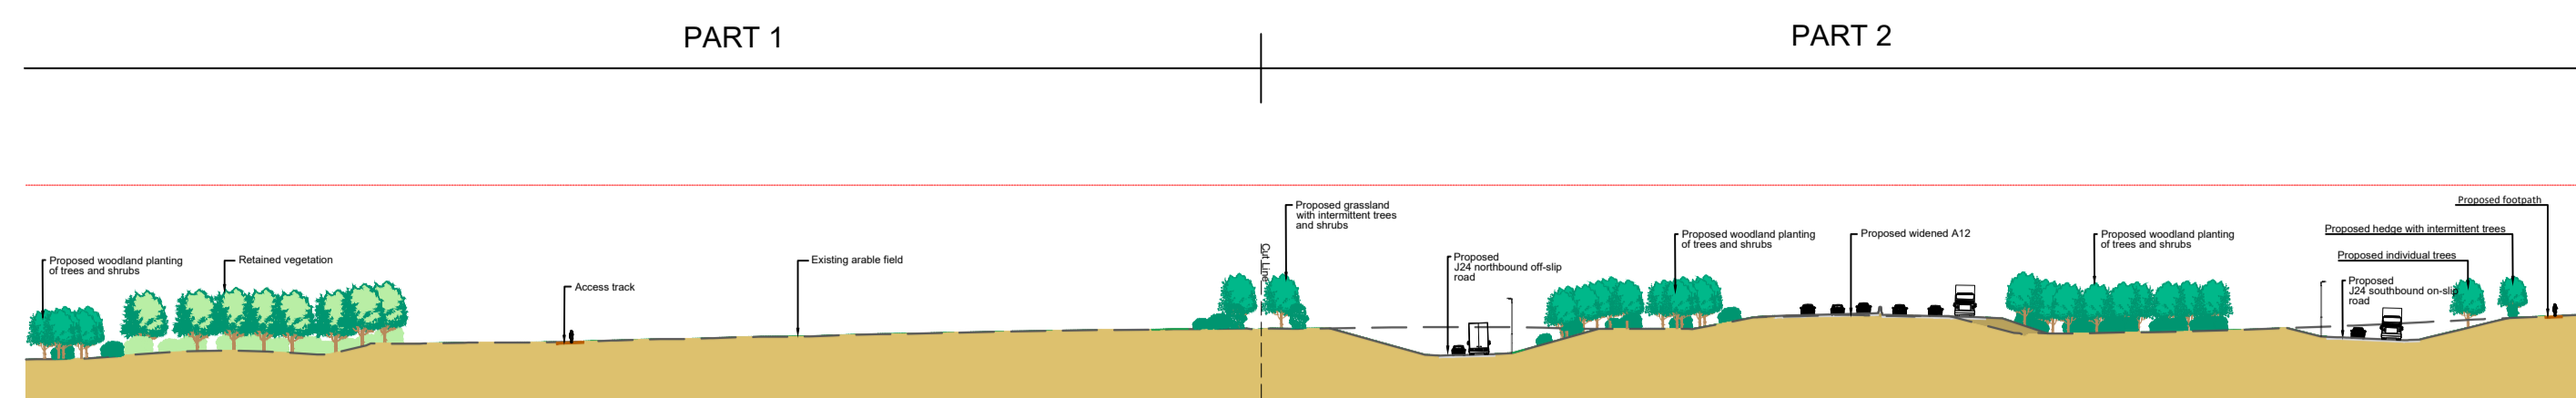 PART 1
PART 2
Proposed woodland planting
of trees and shrubs
Retained vegetation
Access track
Existing arable field
Cut Line
Proposed grassland
with intermittent trees
and shrubs
Proposed
J24 northbound off-slip
road
Proposed woodland planting
of trees and shrubs
Proposed widened A12
Proposed woodland planting
of trees and shrubs
Proposed footpath
Proposed hedge with intermittent trees
Proposed individual trees
Proposed
J24 southbound on-slip
road